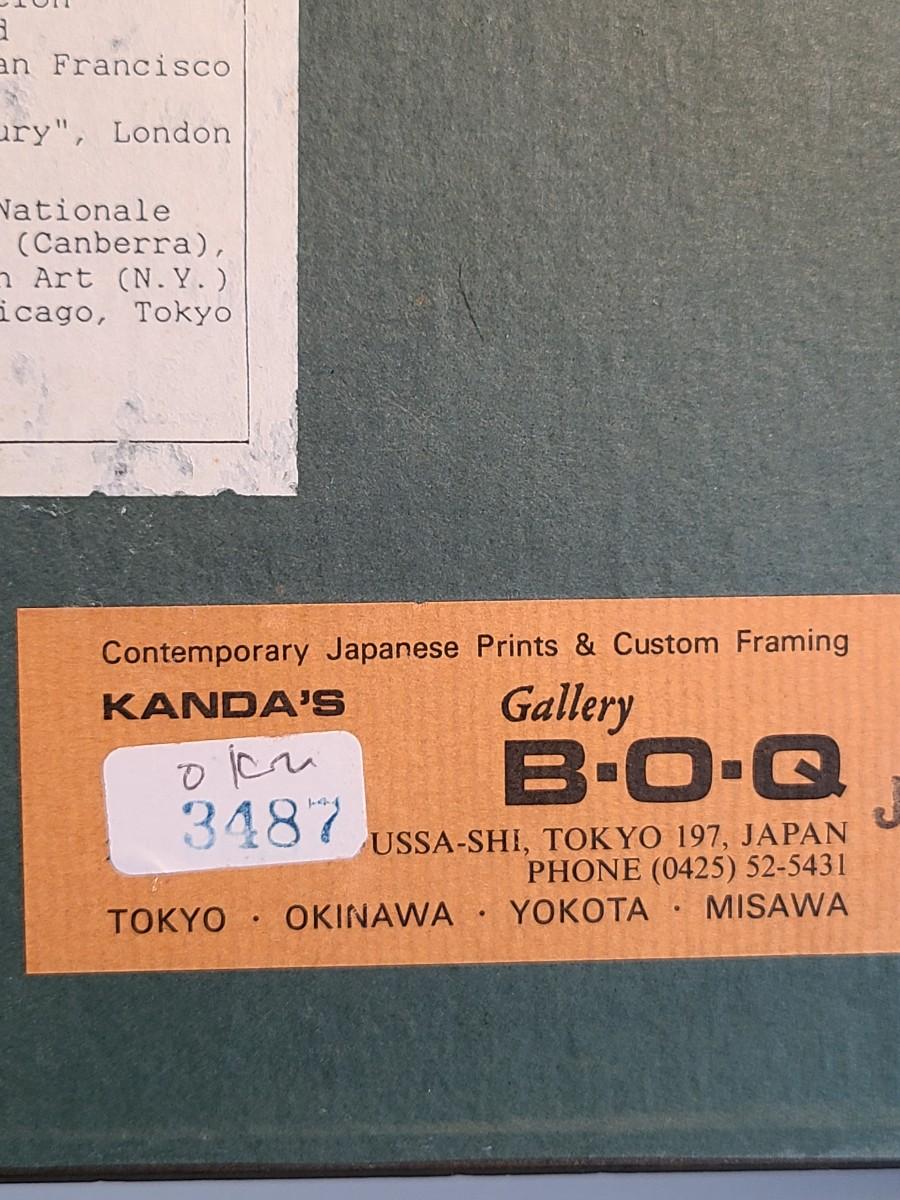 an Francisco
ury", London
Nationale
(Canberra),
n Art (N.Y.)
icago, Tokyo
Contemporary Japanese Prints & Custom Framing
KANDA'S
Gallery
B·O·Q
3487
USSA-SHI, TOKYO 197, JAPAN
PHONE (0425) 52-5431
TOKYO · OKINAWA · YOKOTA · MISAWA